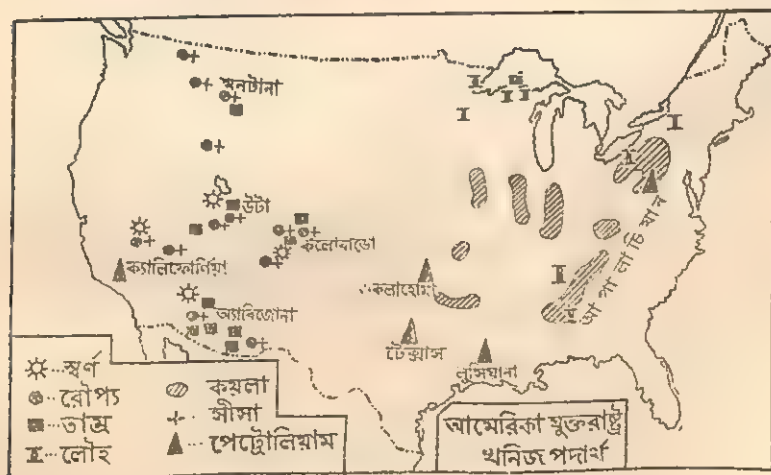 মনটানা
উটা
কলোরাডো
ক্যালিফোর্নিয়া
ওকলাহোমা
অ্যারিজোনা
টেক্সাস
লুসিয়ানা
আপালাচিয়ান
স্বর্ণ
রৌপ্য
তাম্র
লৌহ
কয়লা
সীসা
পেট্রোলিয়াম
আমেরিকা যুক্তরাষ্ট্র
খনিজ পদার্থ